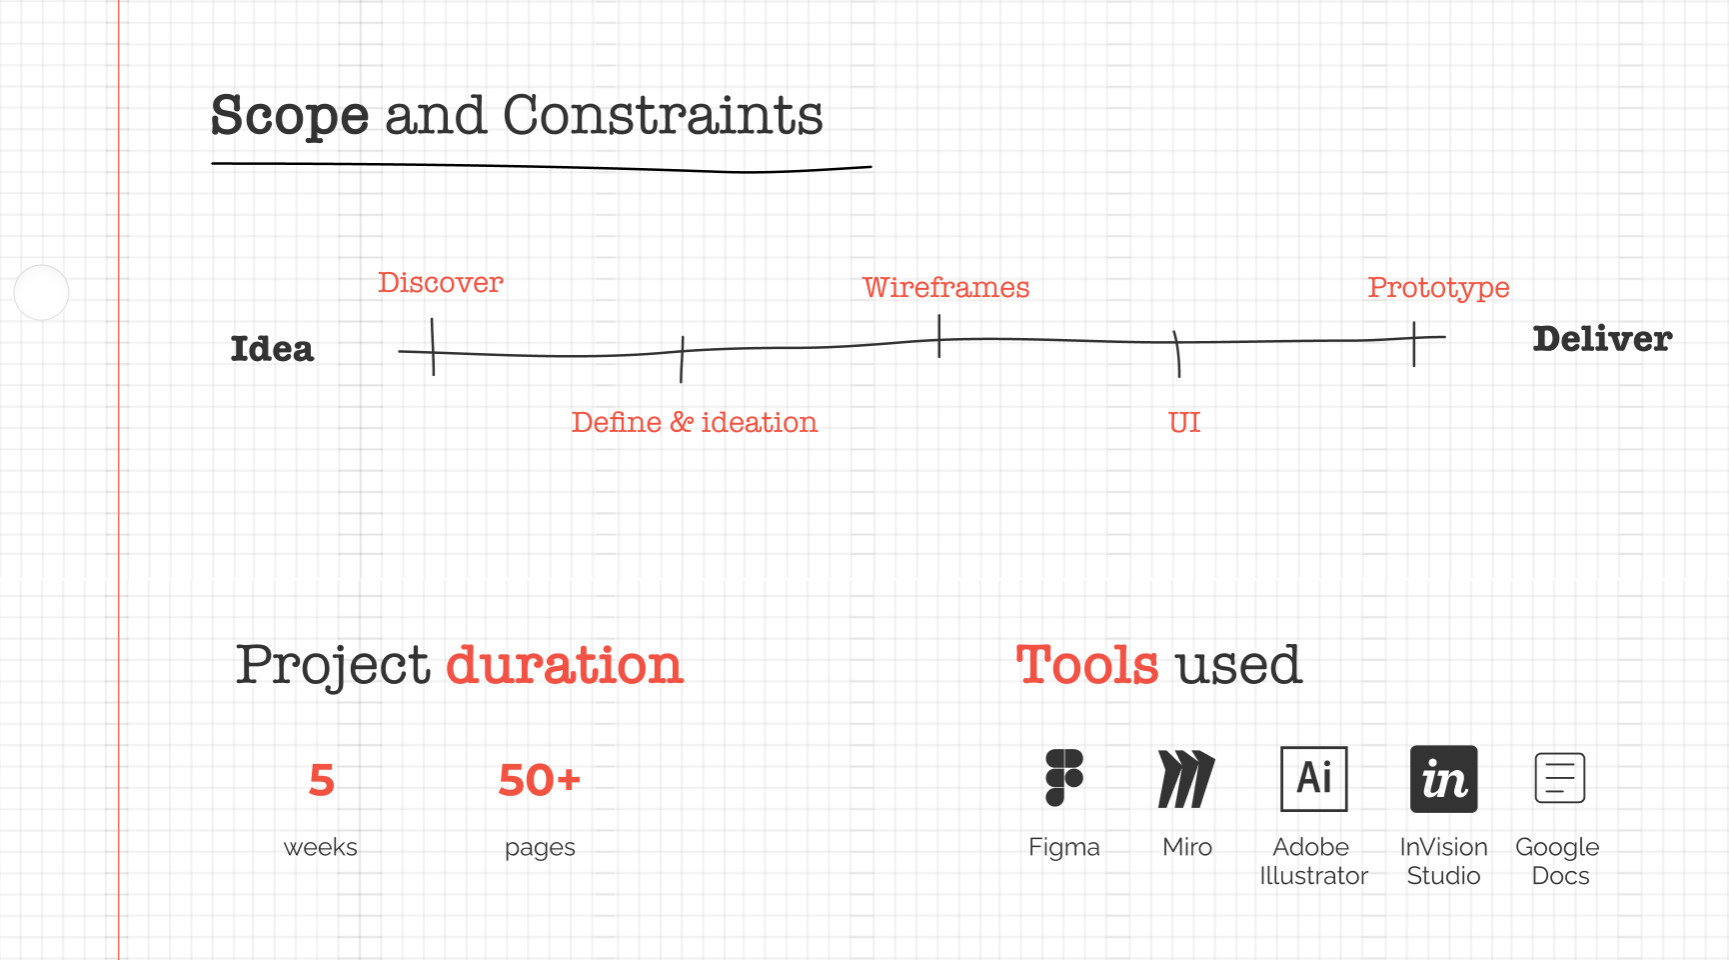 Scope and Constraints
Discover
Wireframes
Prototype
Idea
Deliver
Define & ideation
UI
Project duration
Tools used
5
50+
weeks
pages
Ai
in
Figma
Miro
Adobe
Illustrator
InVision
Studio
Google
Docs